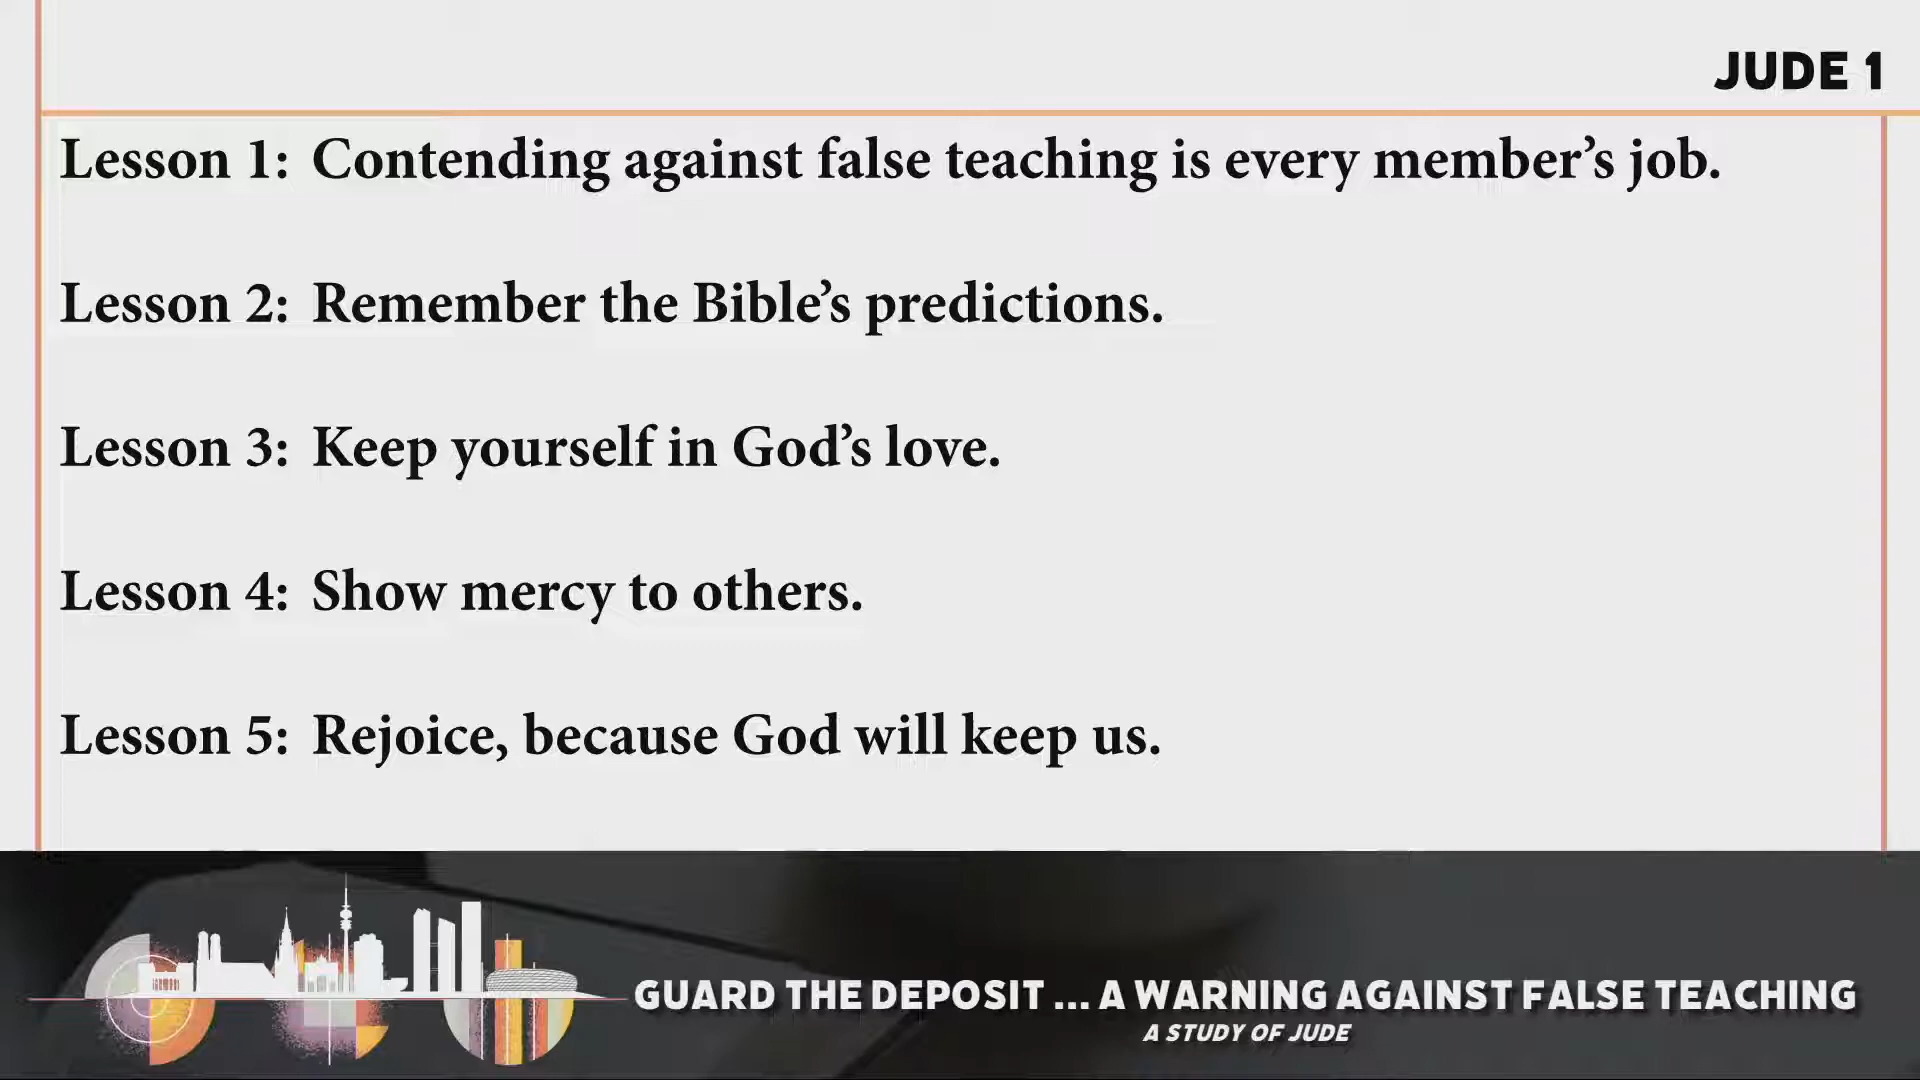 JUDE 1
Lesson 1: Contending against false teaching is every member’s job.
Lesson 2: Remember the Bible’s predictions.
Lesson 3: Keep yourself in God’s love.
Lesson 4: Show mercy to others.
Lesson 5: Rejoice, because God will keep us.
GUARD THE DEPOSIT ... A WARNING AGAINST FALSE TEACHING
A STUDY OF JUDE